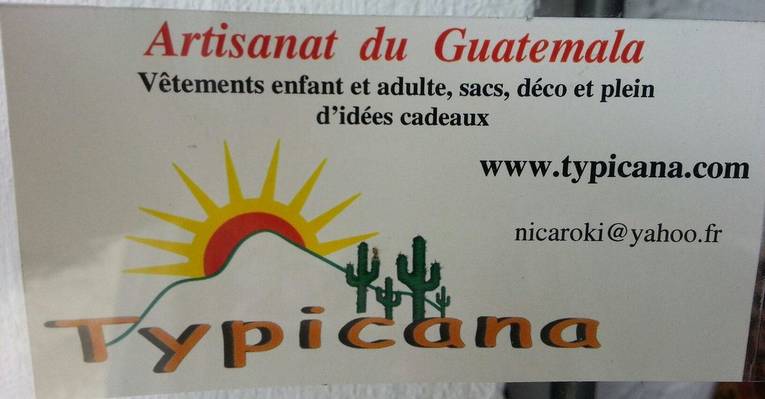 Artisanat du Guatemala
Vêtements enfant et adulte, sacs, déco et plein
d'idées cadeaux
www.typicana.com
nicaroki@yahoo.fr
Typicana